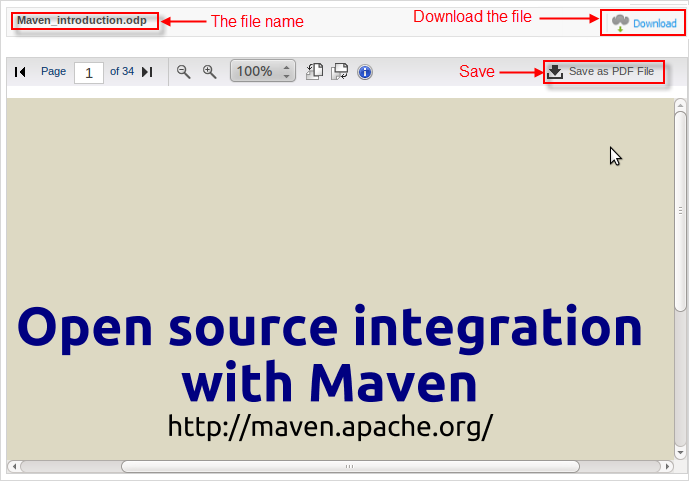 Maven_introduction.odp The file name Download the file Download
Page 1 of 34 100% Save Save as PDF File
Open source integration
with Maven
http://maven.apache.org/